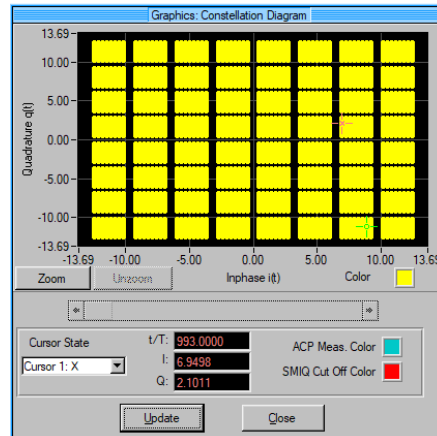 Graphics: Constellation Diagram
13.69
10.00
5.00
0.00
-5.00
-10.00
-13.69
Quadrature q(t)
-13.69 -10.00 -5.00 0.00 5.00 10.00 13.69
Zoom Unzoom Inphase i(t) Color
Cursor State
Cursor 1: X
t/T: 993.0000
I: 6.9498
Q: 2.1011
ACP Meas. Color
SMIQ Cut Off Color
Update Close